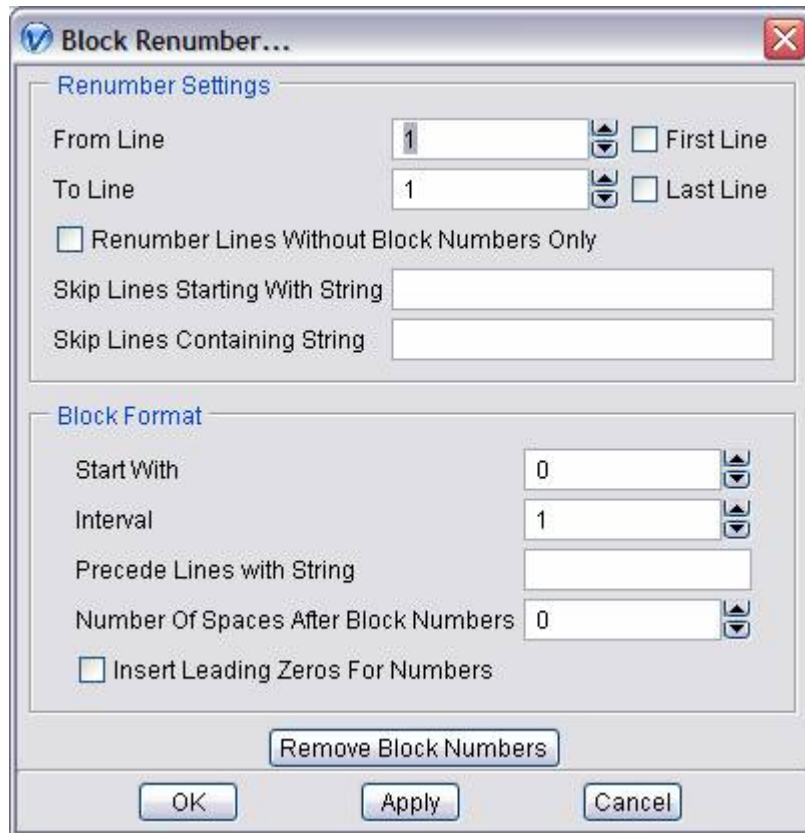 Block Renumber...
Renumber Settings
From Line 1 First Line
To Line 1 Last Line
Renumber Lines Without Block Numbers Only
Skip Lines Starting With String
Skip Lines Containing String
Block Format
Start With 0
Interval 1
Precede Lines with String
Number Of Spaces After Block Numbers 0
Insert Leading Zeros For Numbers
Remove Block Numbers
OK Apply Cancel